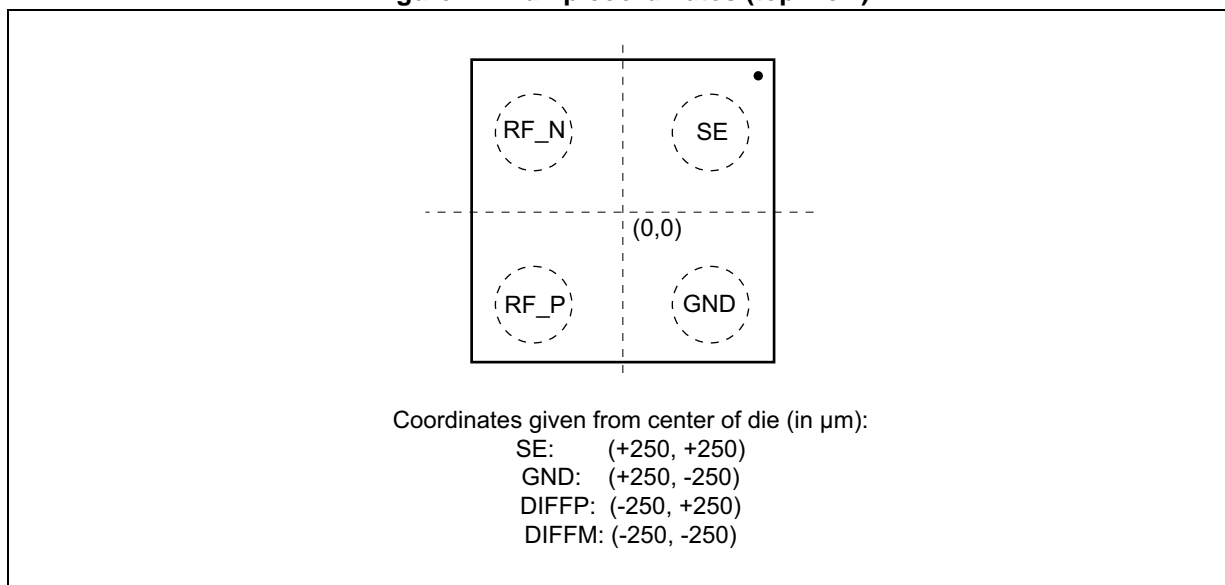 RF_N SE
(0,0)
RF_P GND
Coordinates given from center of die (in µm):
SE: (+250, +250)
GND: (+250, -250)
DIFFP: (-250, +250)
DIFFM: (-250, -250)